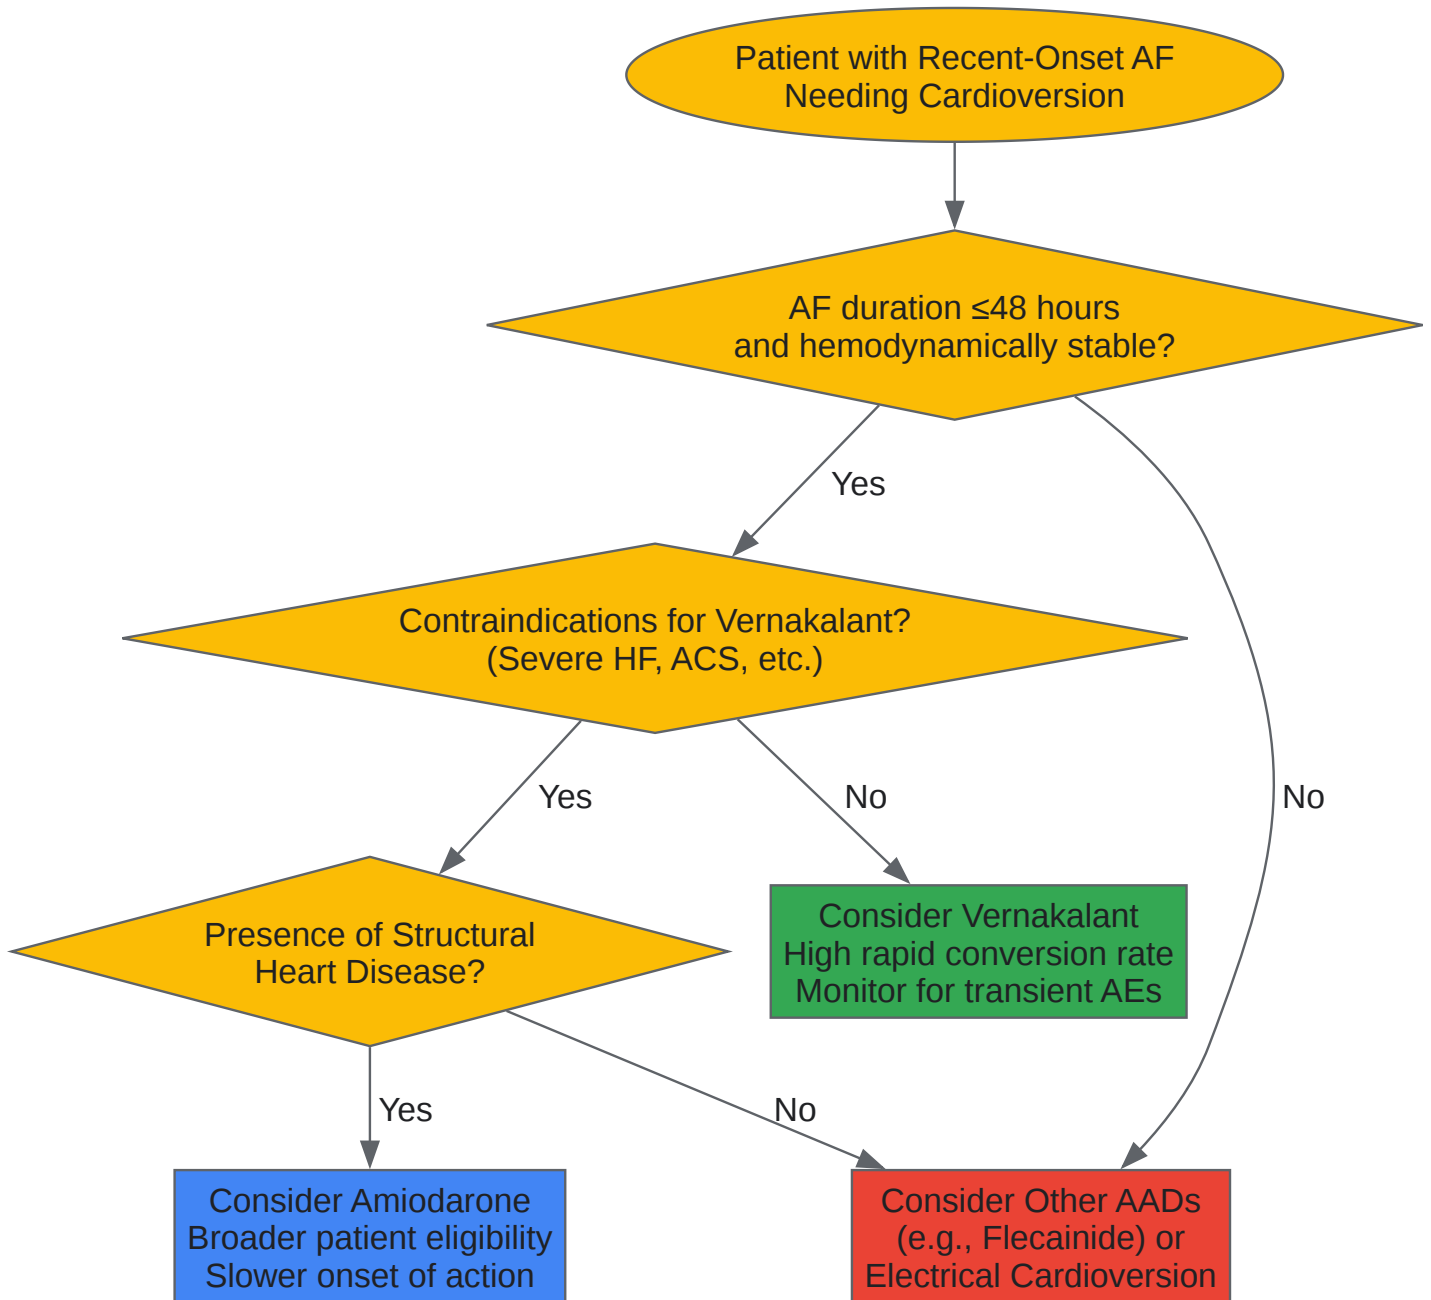 Patient with Recent-Onset AF
Needing Cardioversion
AF duration ≤48 hours
and hemodynamically stable?
Yes
Contraindications for Vernakalant?
(Severe HF, ACS, etc.)
Yes
No
No
Presence of Structural
Heart Disease?
Consider Vernakalant
High rapid conversion rate
Monitor for transient AEs
Yes
No
Consider Amiodarone
Broader patient eligibility
Slower onset of action
Consider Other AADs
(e.g., Flecainide) or
Electrical Cardioversion